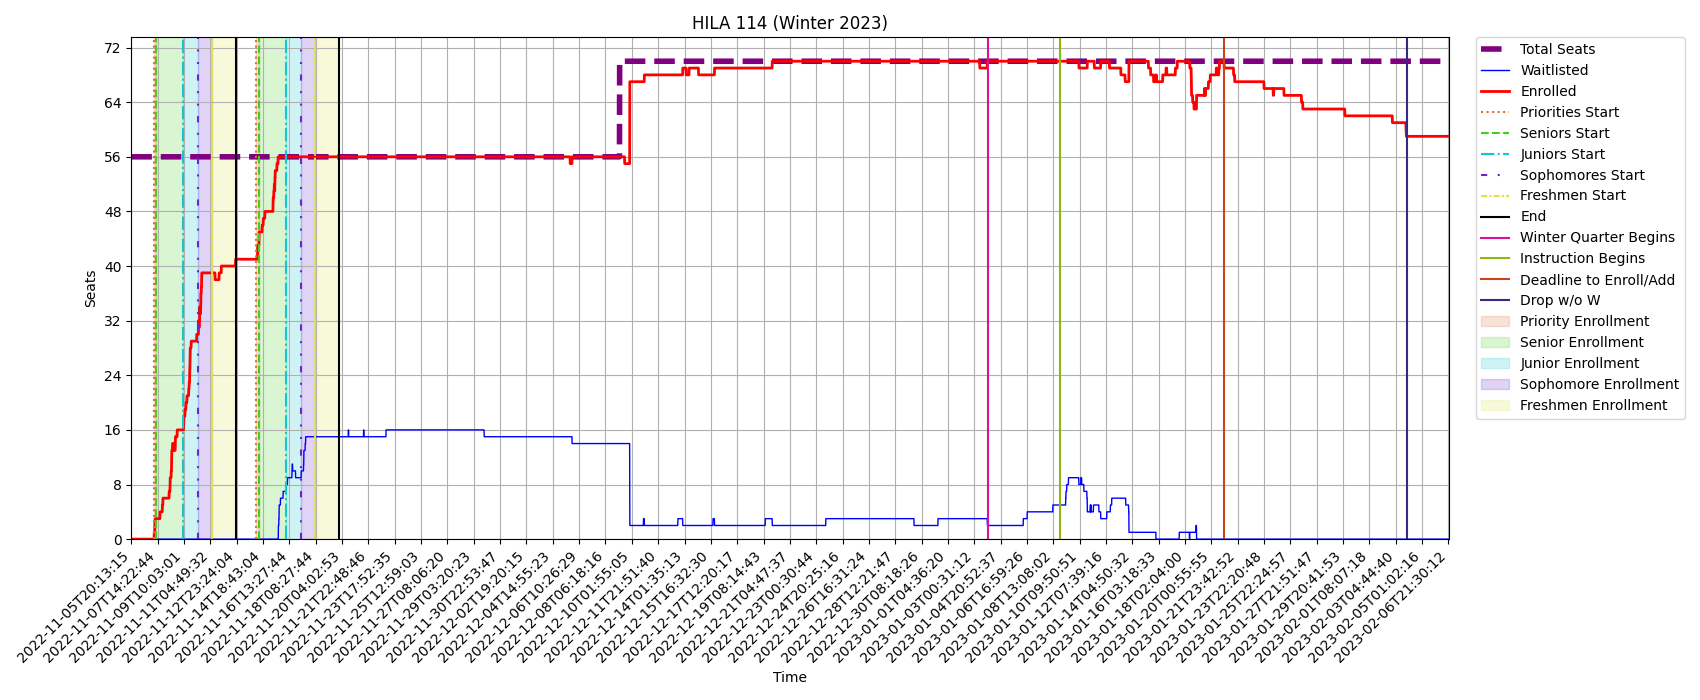 HILA 114 (Winter 2023)
Seats
72
64
56
48
40
32
24
16
8
0
2022-11-05T20:13:15
2022-11-07T14:22:44
2022-11-09T10:03:01
2022-11-11T04:49:32
2022-11-12T23:24:04
2022-11-14T18:43:04
2022-11-16T13:27:44
2022-11-18T08:27:44
2022-11-20T04:02:53
2022-11-21T22:48:46
2022-11-23T17:52:35
2022-11-25T12:59:03
2022-11-27T08:06:20
2022-11-29T03:20:23
2022-11-30T22:53:47
2022-12-02T19:20:15
2022-12-04T14:55:23
2022-12-06T10:26:29
2022-12-08T06:18:16
2022-12-10T01:55:05
2022-12-11T21:51:40
2022-12-14T01:35:13
2022-12-15T16:32:30
2022-12-17T12:20:17
2022-12-19T08:14:43
2022-12-21T04:47:37
2022-12-23T00:30:44
2022-12-24T20:25:16
2022-12-26T16:31:24
2022-12-28T12:21:47
2022-12-30T08:18:26
2023-01-01T04:36:20
2023-01-03T00:31:12
2023-01-04T20:52:37
2023-01-06T16:59:26
2023-01-08T13:08:02
2023-01-10T09:50:51
2023-01-12T07:39:16
2023-01-14T04:50:32
2023-01-16T03:18:33
2023-01-18T02:04:00
2023-01-20T00:55:55
2023-01-21T23:42:52
2023-01-23T22:20:48
2023-01-25T22:24:57
2023-01-27T21:51:47
2023-01-29T20:41:53
2023-02-01T08:07:18
2023-02-03T04:44:40
2023-02-05T01:02:16
2023-02-06T21:30:12
Time
Total Seats
Waitlisted
Enrolled
Priorities Start
Seniors Start
Juniors Start
Sophomores Start
Freshmen Start
End
Winter Quarter Begins
Instruction Begins
Deadline to Enroll/Add
Drop w/o W
Priority Enrollment
Senior Enrollment
Junior Enrollment
Sophomore Enrollment
Freshmen Enrollment